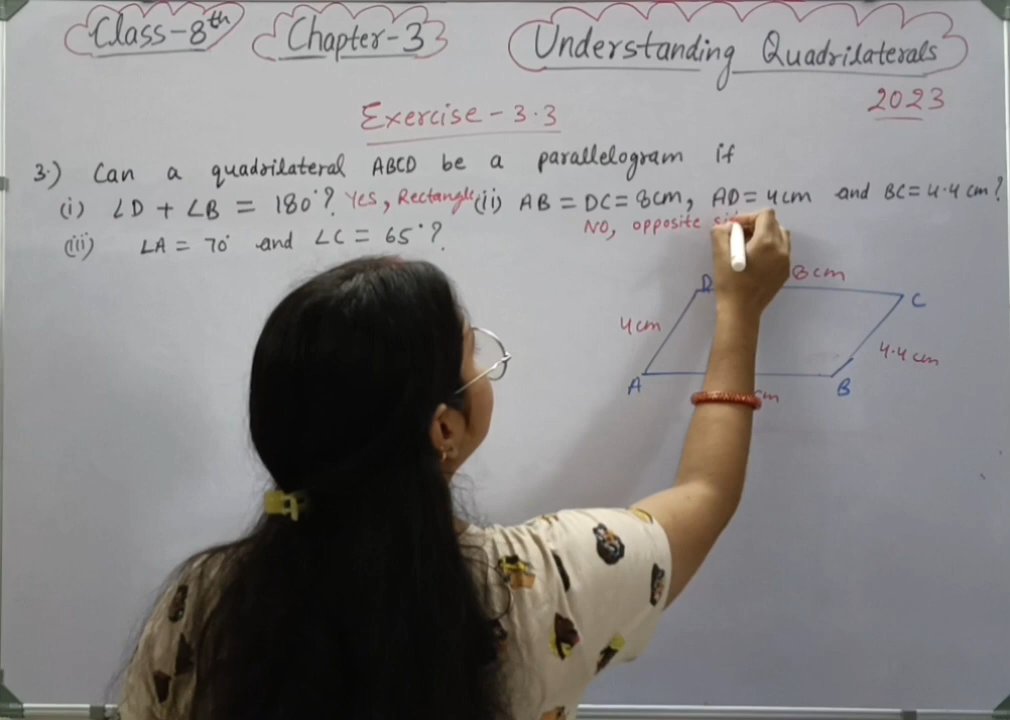 Class-8th Chapter-3 Understanding Quadrilaterals
2023
Exercise-3.3
3.) Can a quadrilateral ABCD be a parallelogram if
(i) ∠D + ∠B = 180°? Yes, Rectangle (ii) AB = DC = 8cm, AD = 4cm and BC = 4.4cm?
NO, opposite
(iii) ∠A = 70° and ∠C = 65°?
D 8cm C
4cm
4.4 cm
A cm B